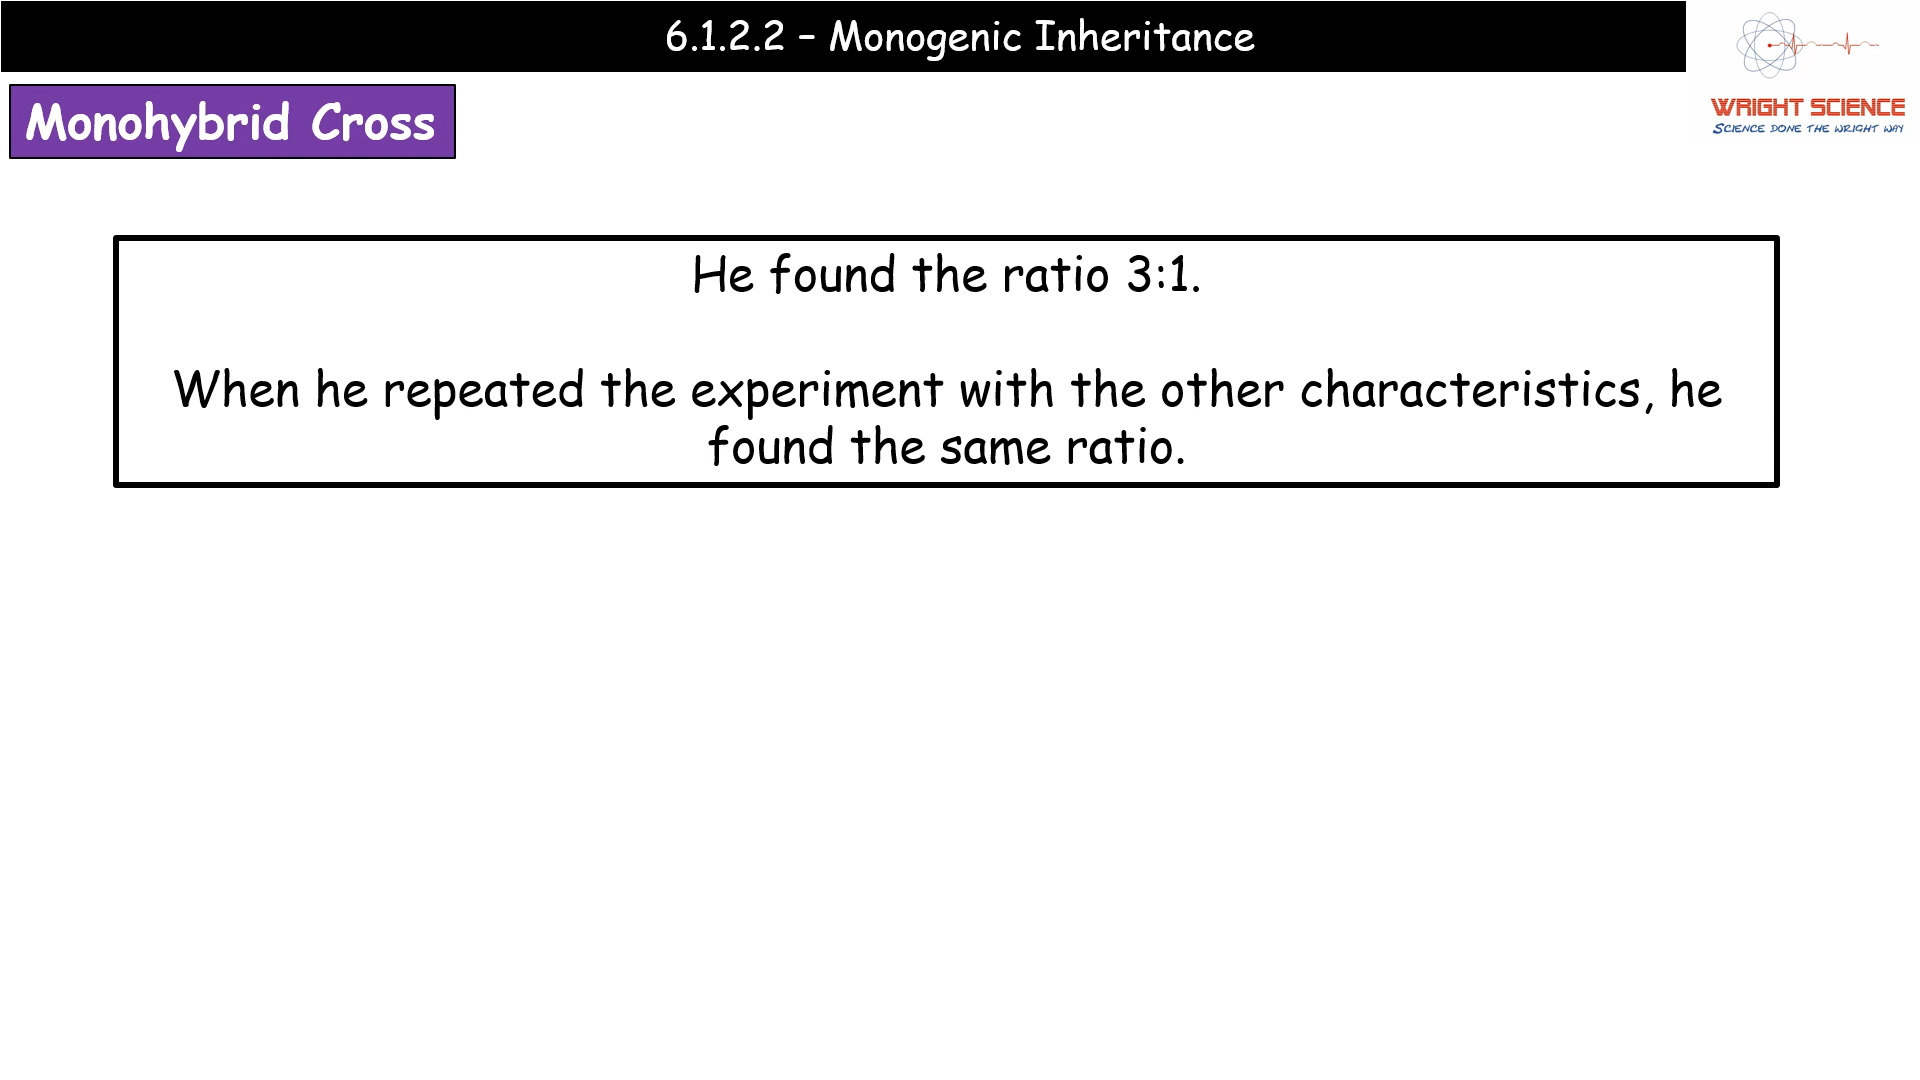 6.1.2.2 – Monogenic Inheritance
WRIGHT SCIENCE
SCIENCE DONE THE WRIGHT WAY
Monohybrid Cross
He found the ratio 3:1.
When he repeated the experiment with the other characteristics, he
found the same ratio.